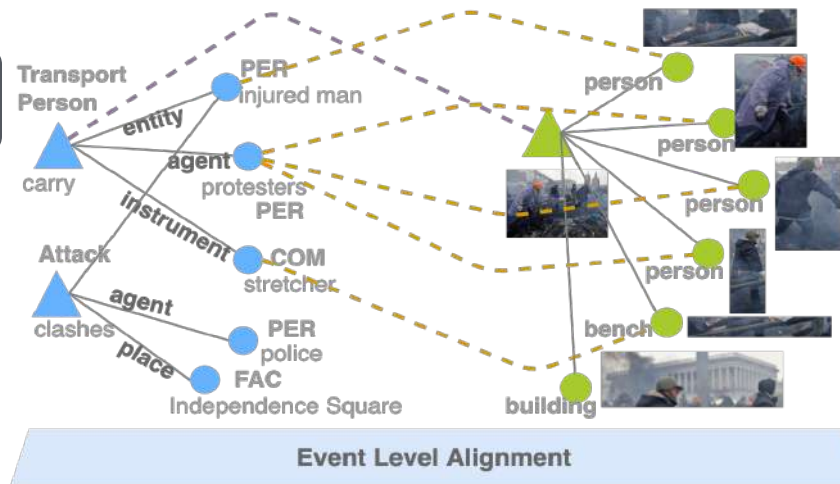 Transport
Person
carry
entity
agent
instrument
PER
injured man
protesters
PER
COM
stretcher
Attack
clashes
agent
place
PER
police
FAC
Independence Square
person
person
person
person
bench
building
Event Level Alignment